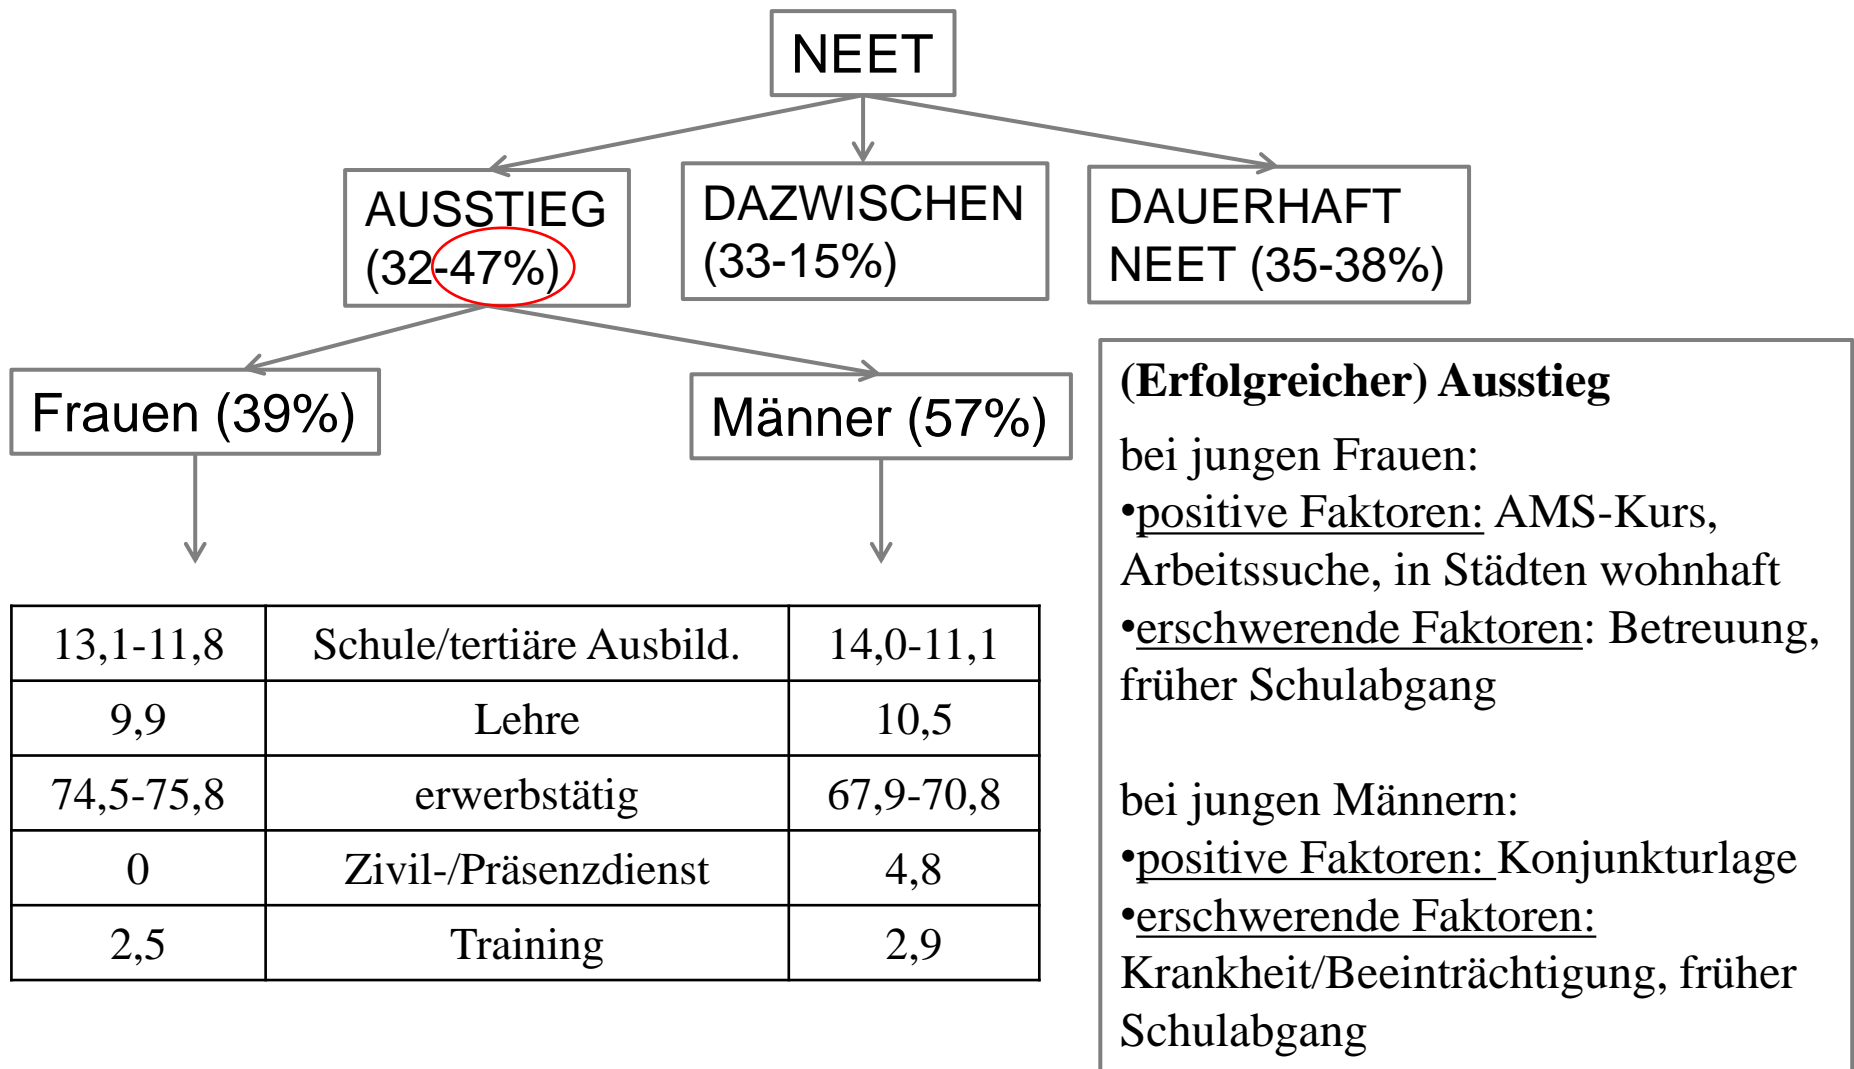 NEET
AUSSTIEG
(32-47%)
DAZWISCHEN
(33-15%)
DAUERHAFT
NEET (35-38%)
Frauen (39%)
Männer (57%)
13,1-11,8 Schule/tertiäre Ausbild. 14,0-11,1
9,9 Lehre 10,5
74,5-75,8 erwerbstätig 67,9-70,8
0 Zivil-/Präsenzdienst 4,8
2,5 Training 2,9
(Erfolgreicher) Ausstieg
bei jungen Frauen:
•positive Faktoren: AMS-Kurs,
Arbeitssuche, in Städten wohnhaft
•erschwerende Faktoren: Betreuung,
früher Schulabgang
bei jungen Männern:
•positive Faktoren: Konjunkturlage
•erschwerende Faktoren:
Krankheit/Beeinträchtigung, früher
Schulabgang